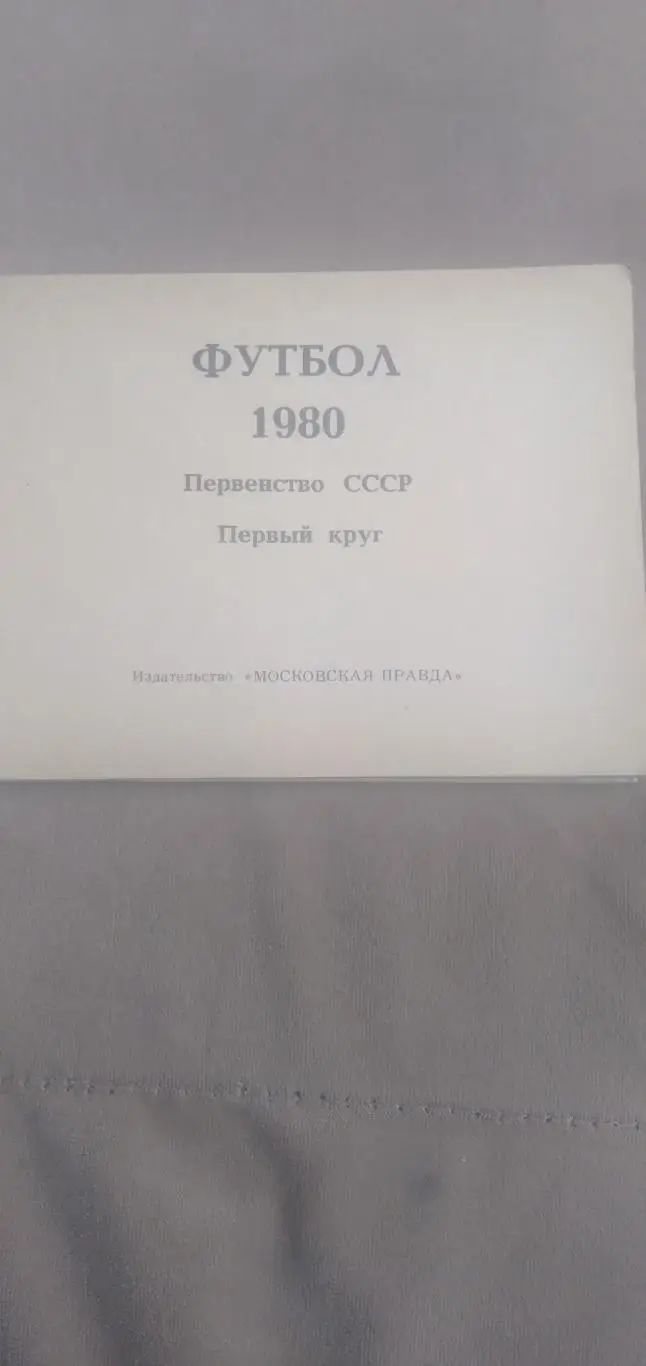 ФУТБОЛ
1980
Первенство СССР
Первый круг
Издательство «МОСКОВСКАЯ ПРАВДА»